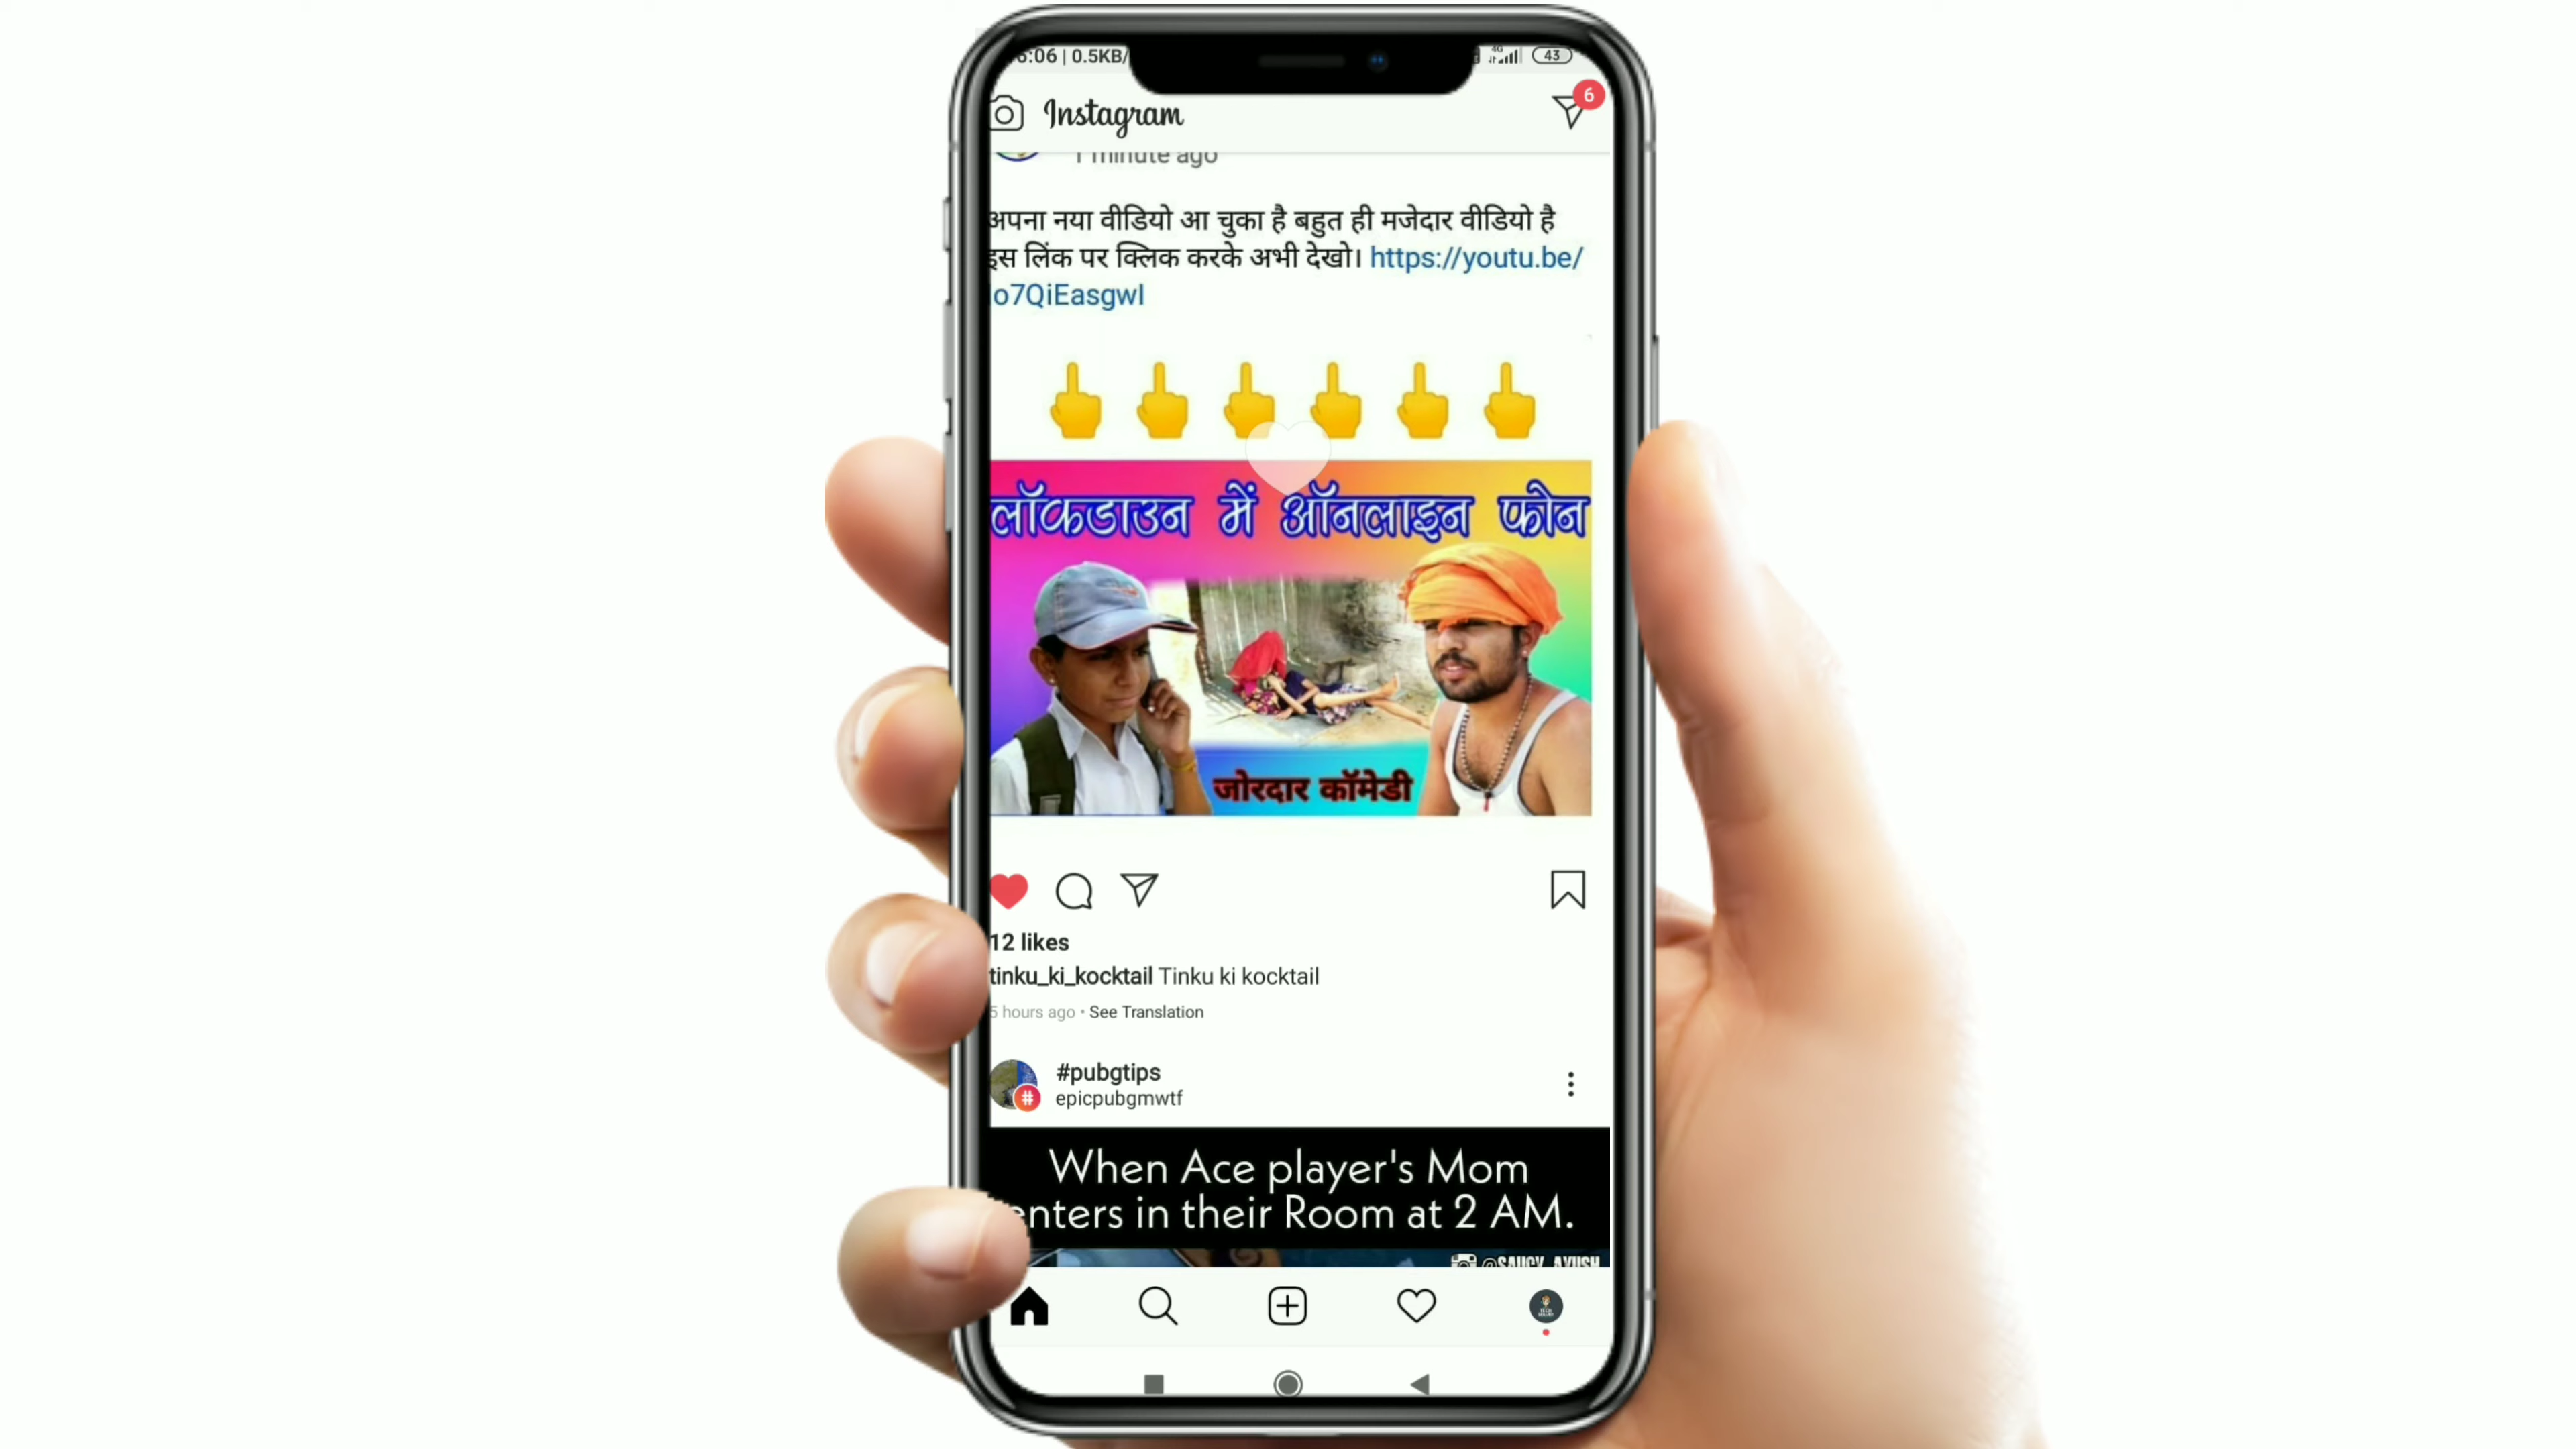 6:06 | 0.5KB/
4G
43
Instagram
6
1 minute ago
अपना नया वीडियो आ चुका है बहुत ही मजेदार वीडियो है
इस लिंक पर क्लिक करके अभी देखो। https://youtu.be/
o7QiEasgwI
लॉकडाउन में ऑनलाइन फोन
जोरदार कॉमेडी
12 likes
tinku_ki_kocktail Tinku ki kocktail
5 hours ago • See Translation
#pubgtips
#
epicpubgmwtf
When Ace player's Mom
enters in their Room at 2 AM.
@SAUCY_AYUSH